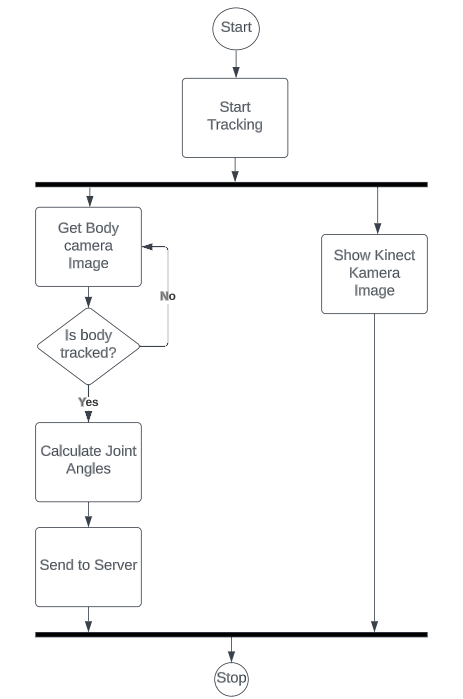 Start
Start
Tracking
Get Body
camera
Image
Show Kinect
Kamera
Image
No
Is body
tracked?
Yes
Calculate Joint
Angles
Send to Server
Stop